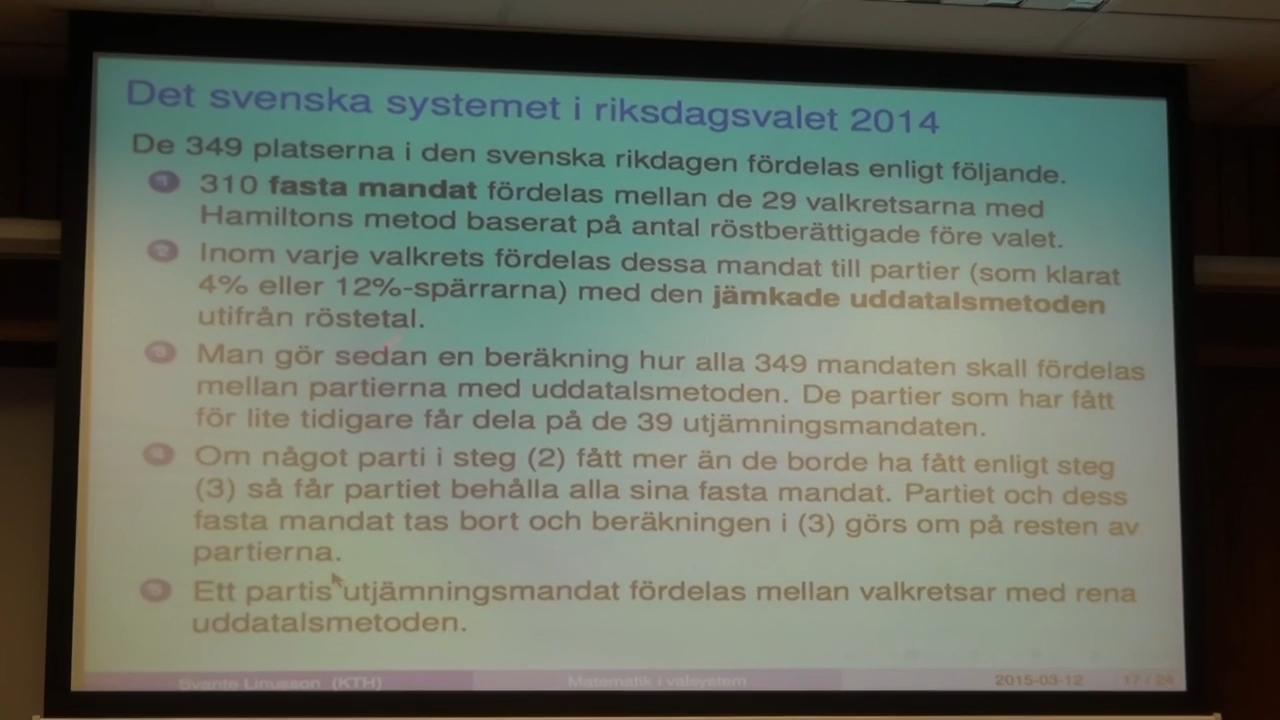 Det svenska systemet i riksdagsvalet 2014
De 349 platserna i den svenska rikdagen fördelas enligt följande.
1 310 fasta mandat fördelas mellan de 29 valkretsarna med
Hamiltons metod baserat på antal röstberättigade före valet.
2 Inom varje valkrets fördelas dessa mandat till partier (som klarat
4% eller 12%-spärrarna) med den jämkade uddatalsmetoden
utifrån röstetal.
3 Man gör sedan en beräkning hur alla 349 mandaten skall fördelas
mellan partierna med uddatalsmetoden. De partier som har fått
för lite tidigare får dela på de 39 utjämningsmandaten.
4 Om något parti i steg (2) fått mer än de borde ha fått enligt steg
(3) så får partiet behålla alla sina fasta mandat. Partiet och dess
fasta mandat tas bort och beräkningen i (3) görs om på resten av
partierna.
5 Ett partis utjämningsmandat fördelas mellan valkretsar med rena
uddatalsmetoden.
Svante Linusson (KTH) Matematik i valsystem 2015-03-12 17 / 24